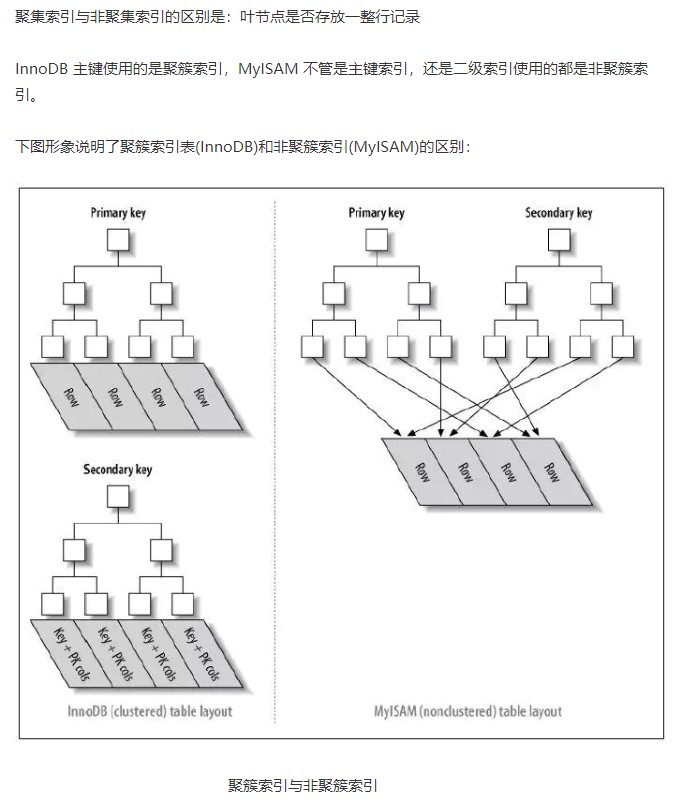 聚集索引与非聚集索引的区别是：叶节点是否存放一整行记录
InnoDB 主键使用的是聚簇索引，MyISAM 不管是主键索引，还是二级索引使用的都是非聚簇索
引。
下图形象说明了聚簇索引表(InnoDB)和非聚簇索引(MyISAM)的区别：
Primary key
Row
Row
Row
Row
Secondary key
Key + PK cols
Key + PK cols
Key + PK cols
Key + PK cols
InnoDB (clustered) table layout
Primary key
Secondary key
Row
Row
Row
Row
MyISAM (nonclustered) table layout
聚簇索引与非聚簇索引